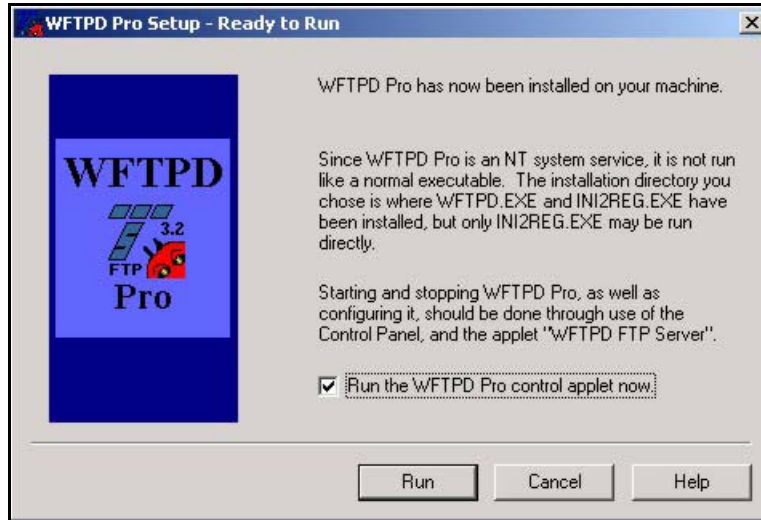 WFTPD Pro Setup - Ready to Run
WFTPD
3.2
FTP
Pro
WFTPD Pro has now been installed on your machine.
Since WFTPD Pro is an NT system service, it is not run
like a normal executable. The installation directory you
chose is where WFTPD.EXE and INI2REG.EXE have
been installed, but only INI2REG.EXE may be run
directly.
Starting and stopping WFTPD Pro, as well as
configuring it, should be done through use of the
Control Panel, and the applet "WFTPD FTP Server".
Run the WFTPD Pro control applet now.
Run
Cancel
Help